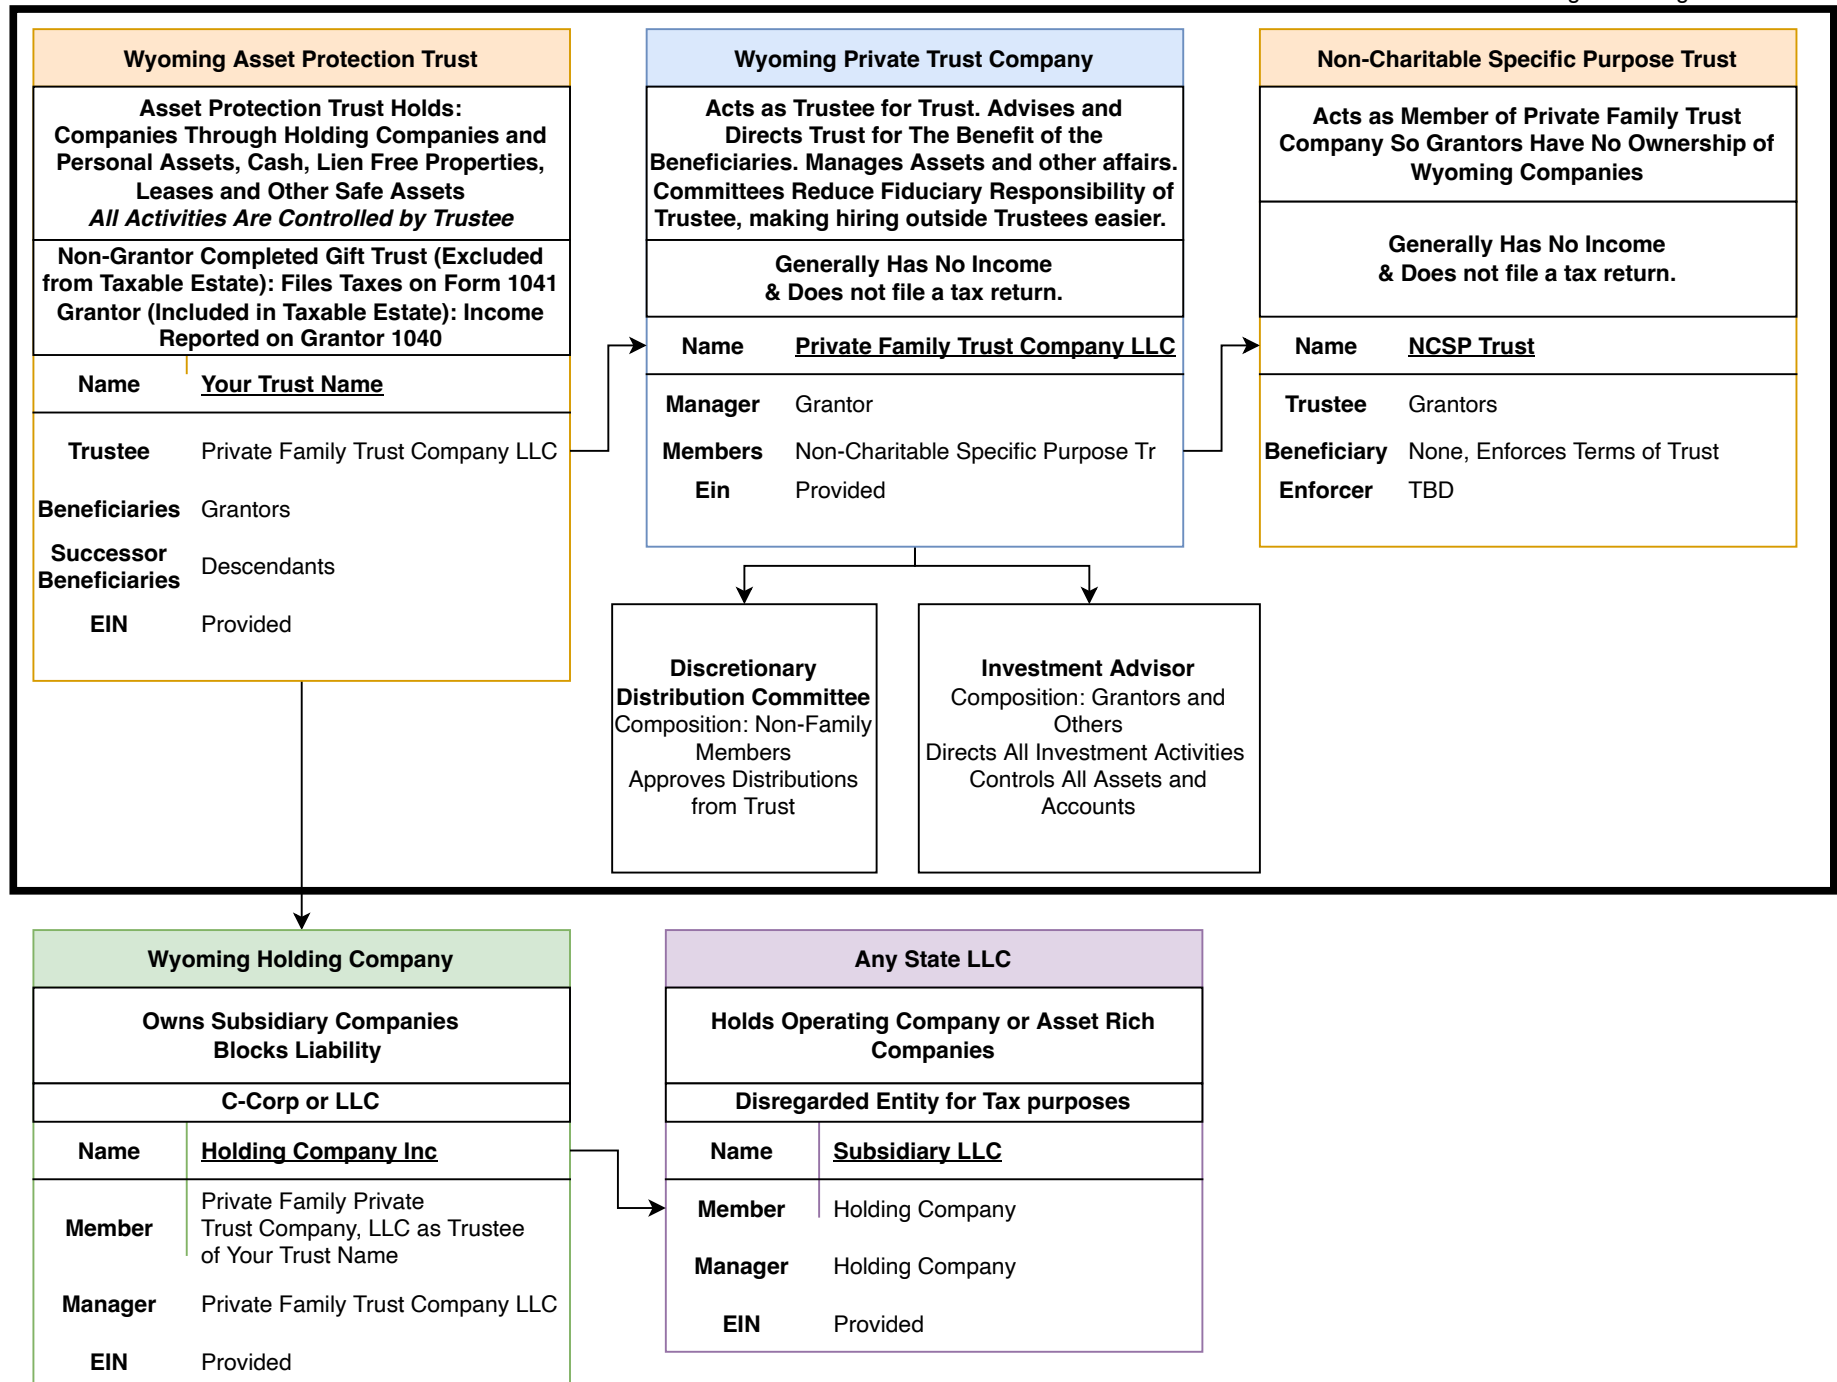 Wyoming Asset Protection Trust
Asset Protection Trust Holds:
Companies Through Holding Companies and
Personal Assets, Cash, Lien Free Properties,
Leases and Other Safe Assets
All Activities Are Controlled by Trustee
Non-Grantor Completed Gift Trust (Excluded
from Taxable Estate): Files Taxes on Form 1041
Grantor (Included in Taxable Estate): Income
Reported on Grantor 1040
Name Your Trust Name
Trustee Private Family Trust Company LLC
Beneficiaries Grantors
Successor
Beneficiaries Descendants
EIN Provided
Wyoming Private Trust Company
Acts as Trustee for Trust. Advises and
Directs Trust for The Benefit of the
Beneficiaries. Manages Assets and other affairs.
Committees Reduce Fiduciary Responsibility of
Trustee, making hiring outside Trustees easier.
Generally Has No Income
& Does not file a tax return.
Name Private Family Trust Company LLC
Manager Grantor
Members Non-Charitable Specific Purpose Tr
Ein Provided
Non-Charitable Specific Purpose Trust
Acts as Member of Private Family Trust
Company So Grantors Have No Ownership of
Wyoming Companies
Generally Has No Income
& Does not file a tax return.
Name NCSP Trust
Trustee Grantors
Beneficiary None, Enforces Terms of Trust
Enforcer TBD
Discretionary
Distribution Committee
Composition: Non-Family
Members
Approves Distributions
from Trust
Investment Advisor
Composition: Grantors and
Others
Directs All Investment Activities
Controls All Assets and
Accounts
Wyoming Holding Company
Owns Subsidiary Companies
Blocks Liability
C-Corp or LLC
Name Holding Company Inc
Member Private Family Private
Trust Company, LLC as Trustee
of Your Trust Name
Manager Private Family Trust Company LLC
EIN Provided
Any State LLC
Holds Operating Company or Asset Rich
Companies
Disregarded Entity for Tax purposes
Name Subsidiary LLC
Member Holding Company
Manager Holding Company
EIN Provided